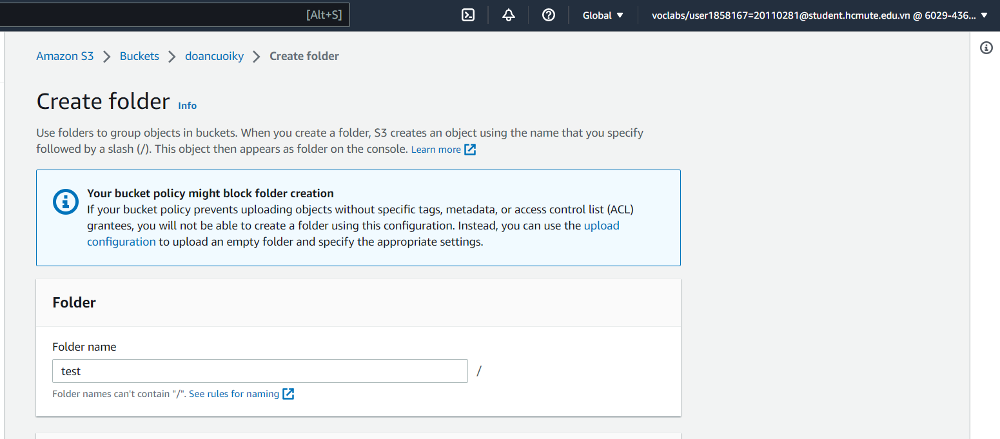 [Alt+S] Global voclabs/user1858167=20110281@student.hcmute.edu.vn @ 6029-436...
Amazon S3 Buckets doancuoiky Create folder
Create folder Info
Use folders to group objects in buckets. When you create a folder, S3 creates an object using the name that you specify
followed by a slash (/). This object then appears as folder on the console. Learn more
Your bucket policy might block folder creation
If your bucket policy prevents uploading objects without specific tags, metadata, or access control list (ACL)
grantees, you will not be able to create a folder using this configuration. Instead, you can use the upload
configuration to upload an empty folder and specify the appropriate settings.
Folder
Folder name
test /
Folder names can't contain "/". See rules for naming